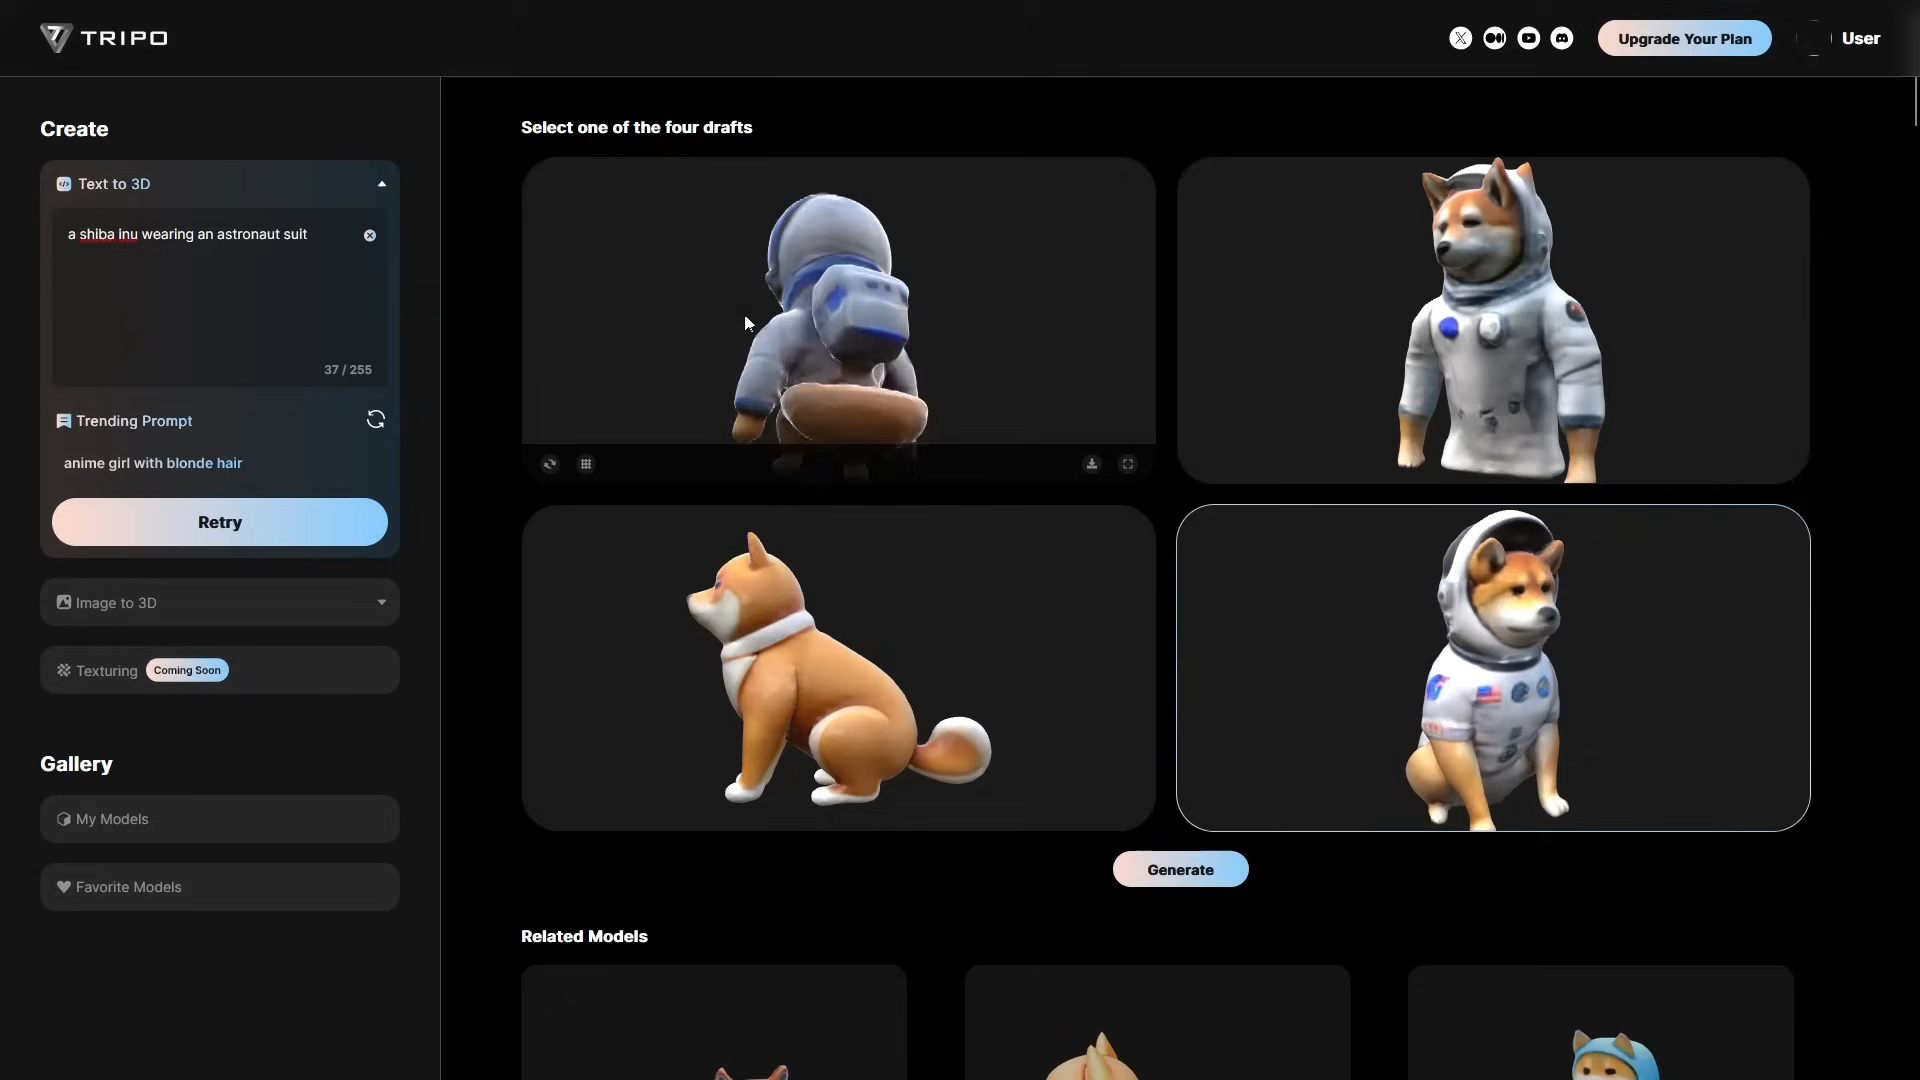 TRIPO
Upgrade Your Plan
User
Create
Text to 3D
a shiba inu wearing an astronaut suit
37 / 255
Trending Prompt
anime girl with blonde hair
Retry
Image to 3D
Texturing Coming Soon
Gallery
My Models
Favorite Models
Select one of the four drafts
Generate
Related Models